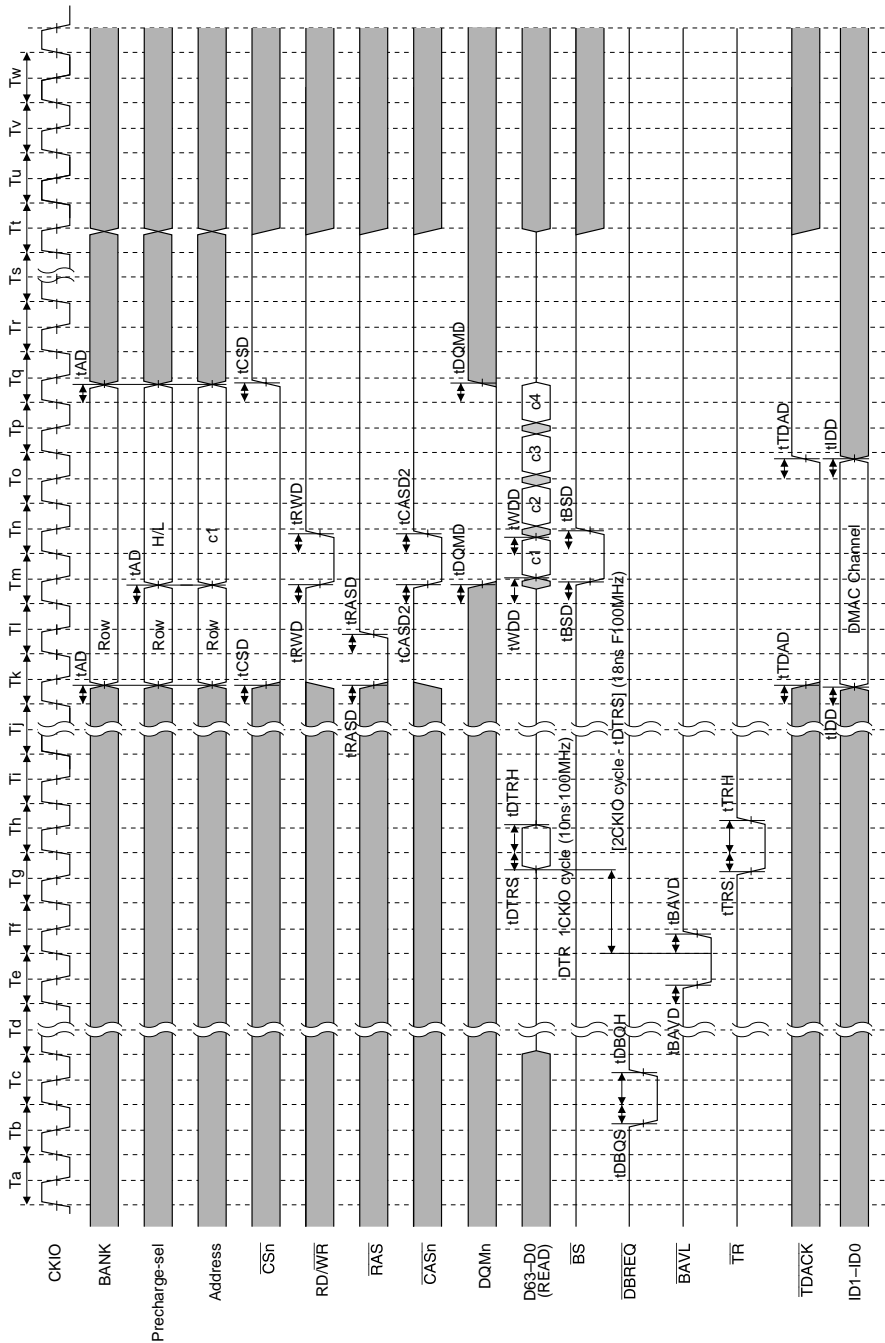 Ta Tb Tc Td Te Tf Tg Th Ti Tj Tk Tl Tm Tn To Tp Tq Tr Ts Tt Tu Tv Tw
CKIO
tAD tAD
BANK Row
tAD
Precharge-sel Row H/L
Address Row c1
tCSD tCSD
CSn
tRWD tRWD
RD/WR
tRASD tRASD
RAS
tCASD2 tCASD2
CASn
tDQMD tDQMD
DQMn
tDTRS tDTRH tWDD tWDD
D63–D0
(READ)
c1 c2 c3 c4
tBSD tBSD
BS
DTR 1CKIO cycle (10ns 100MHz)
[2CKIO cycle - tDTRS] (18ns F100MHz)
tDBQS tDBQH
DBREQ
tBAVD tBAVD
BAVL
tTRS tTRH
TR
tTDAD tTDAD
TDACK
tIDD tIDD
ID1–ID0 DMAC Channel